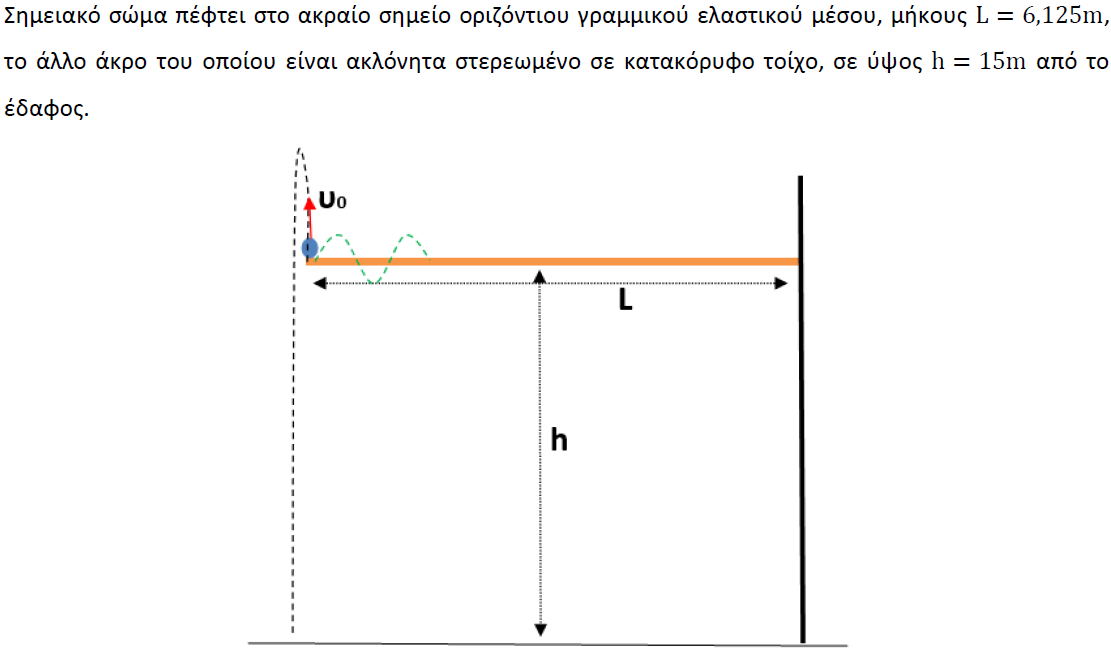 Σημειακό σώμα πέφτει στο ακραίο σημείο οριζόντιου γραμμικού ελαστικού μέσου, μήκους L = 6,125m,
το άλλο άκρο του οποίου είναι ακλόνητα στερεωμένο σε κατακόρυφο τοίχο, σε ύψος h = 15m από το
έδαφος.
υ₀
L
h